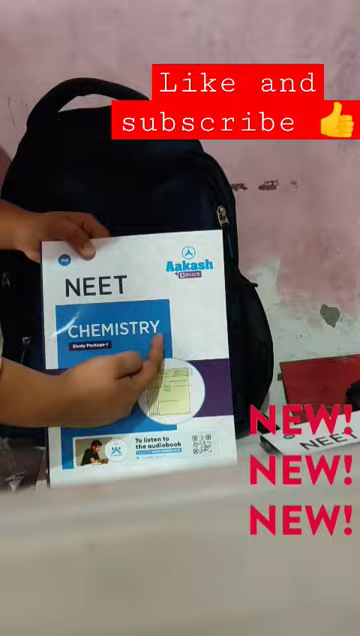 Like and
subscribe 👍
Aakash
NEET
CHEMISTRY
Study Package-1
To listen to
the audiobook
NEW!
NEW!
NEW!
NEET